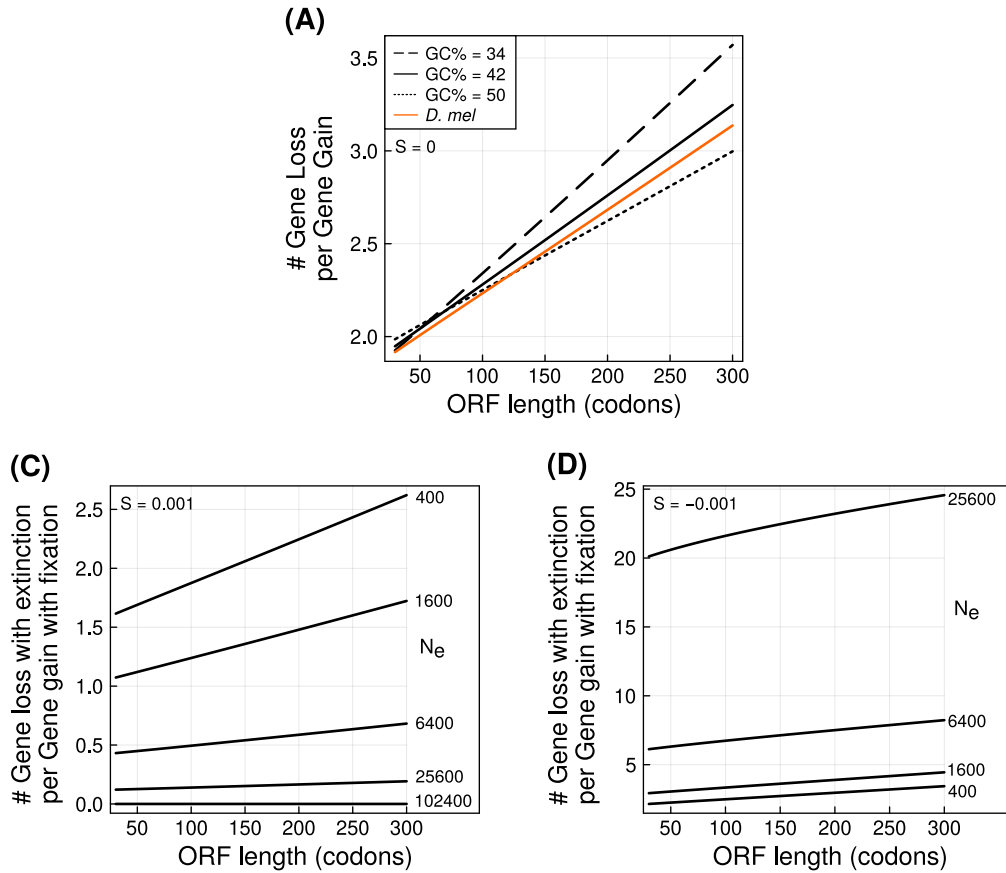 (A)
GC% = 34
GC% = 42
GC% = 50
D. mel
S = 0
# Gene Loss
per Gene Gain
3.5
3.0
2.5
2.0
50 100 150 200 250 300
ORF length (codons)
(C)
S = 0.001
# Gene loss with extinction
per Gene gain with fixation
2.5
2.0
1.5
1.0
0.5
0.0
400
1600
Ne
6400
25600
102400
50 100 150 200 250 300
ORF length (codons)
(D)
S = −0.001
# Gene loss with extinction
per Gene gain with fixation
25
20
15
10
5
25600
Ne
6400
1600
400
50 100 150 200 250 300
ORF length (codons)